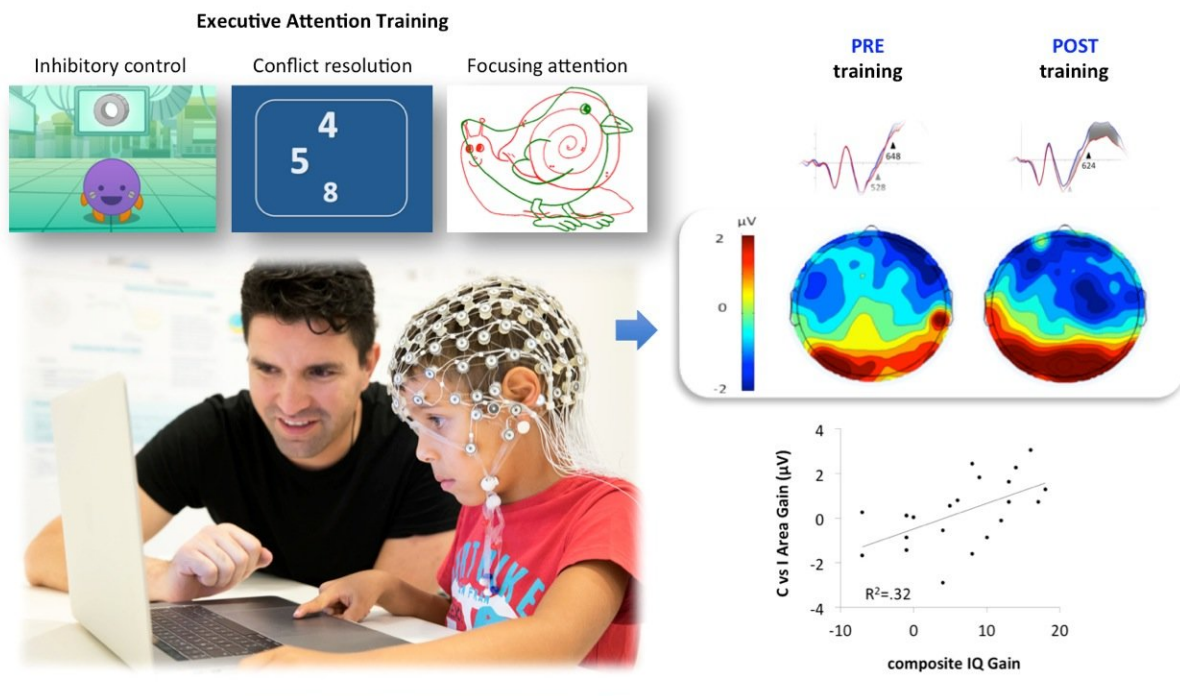 Executive Attention Training
Inhibitory control
Conflict resolution
Focusing attention
4
5
8
PRE
training
POST
training
648
528
624
µV
2
0
-2
4
2
0
-2
-4
C vs I Area Gain (µV)
R²=.32
-10
0
10
20
composite IQ Gain